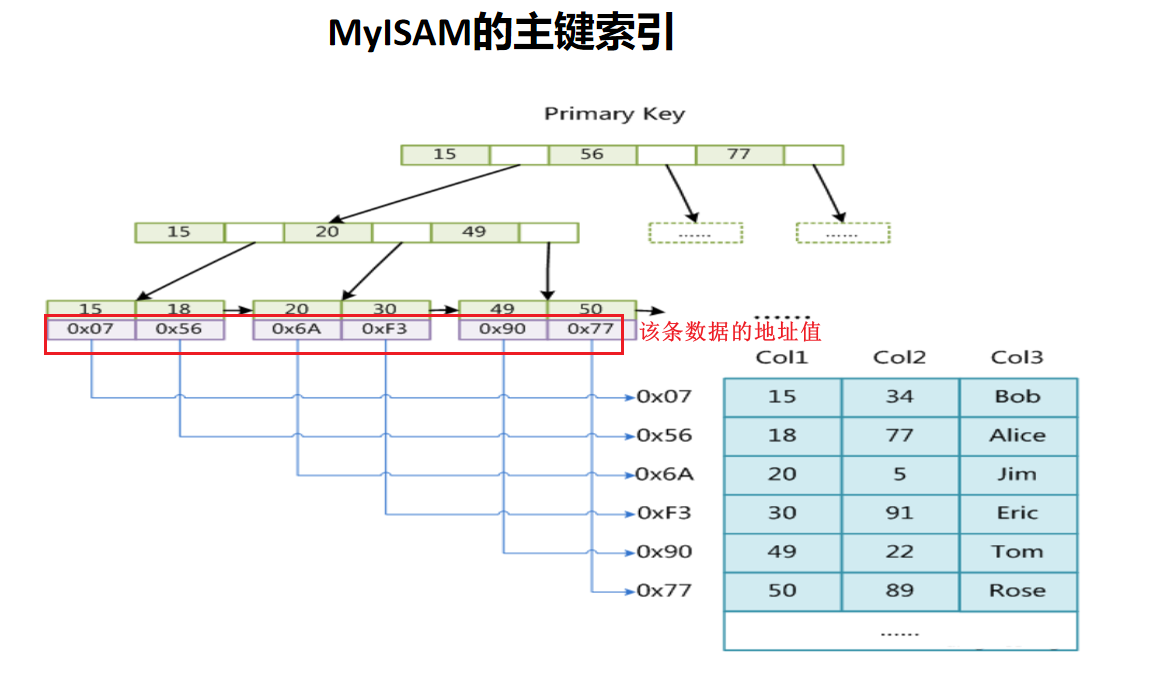 MyISAM的主键索引
Primary Key
15 56 77
15 20 49 ...... ......
15 18 20 30 49 50
0x07 0x56 0x6A 0xF3 0x90 0x77 该条数据的地址值
......
Col1 Col2 Col3
0x07 15 34 Bob
0x56 18 77 Alice
0x6A 20 5 Jim
0xF3 30 91 Eric
0x90 49 22 Tom
0x77 50 89 Rose
......